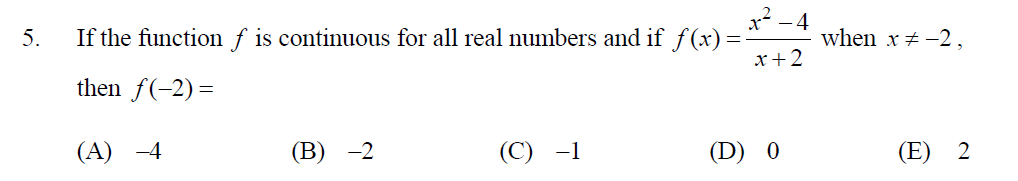 5. If the function f is continuous for all real numbers and if f(x) = (x² – 4)/(x + 2) when x ≠ –2,
then f(–2) =
(A) –4 (B) –2 (C) –1 (D) 0 (E) 2